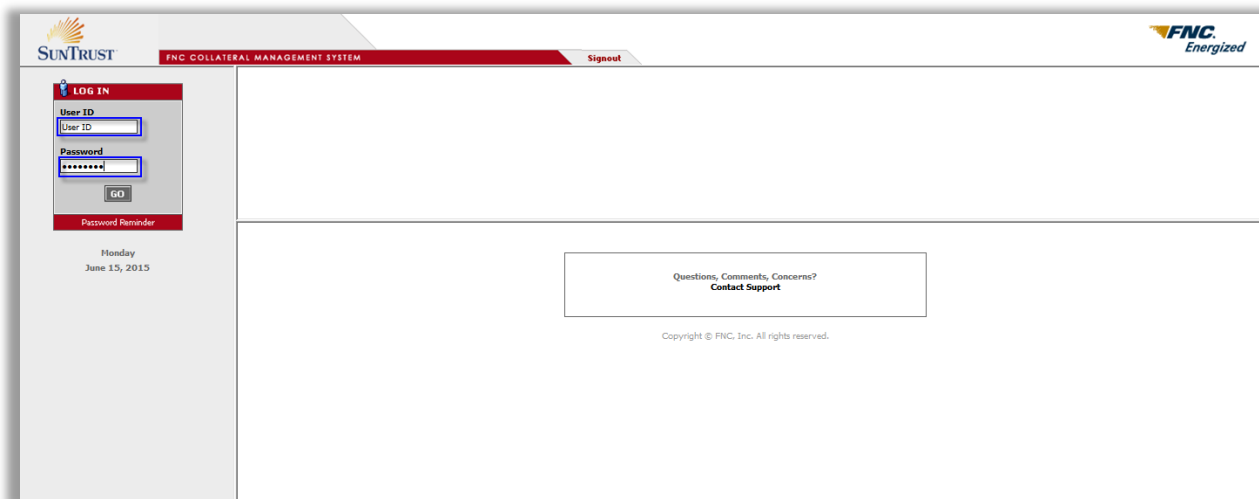 SUNTRUST
FNC COLLATERAL MANAGEMENT SYSTEM
Signout
FNC.
Energized
LOG IN
User ID
User ID
Password
••••••••
GO
Password Reminder
Monday
June 15, 2015
Questions, Comments, Concerns?
Contact Support
Copyright © FNC, Inc. All rights reserved.